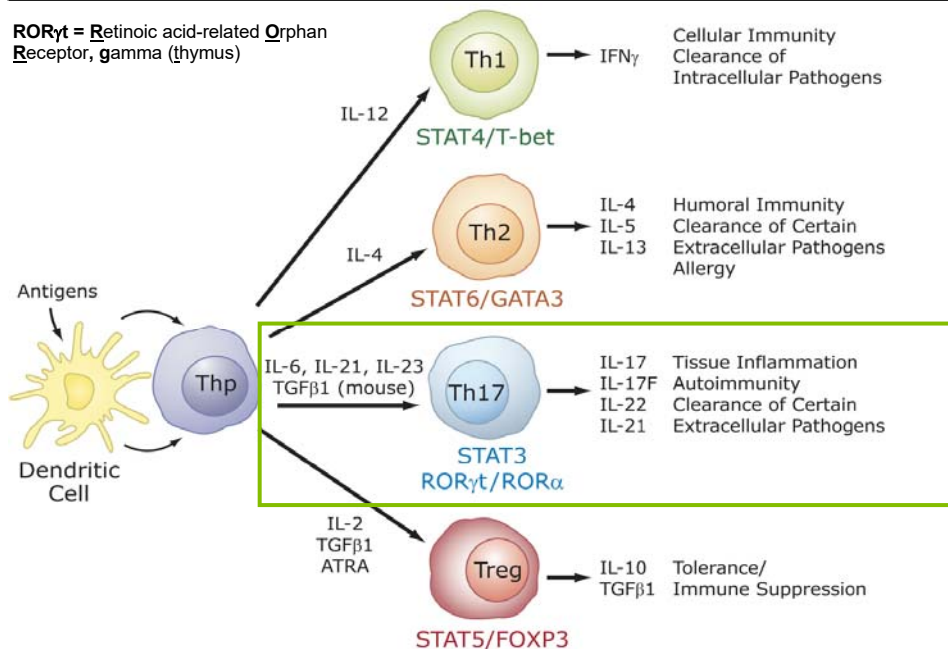 RORγt = Retinoic acid-related Orphan
Receptor, gamma (thymus)
Th1
IFNγ
Cellular Immunity
Clearance of
Intracellular Pathogens
IL-12
STAT4/T-bet
Th2
IL-4 Humoral Immunity
IL-5 Clearance of Certain
IL-13 Extracellular Pathogens
Allergy
IL-4
STAT6/GATA3
Antigens
Thp
Dendritic
Cell
IL-6, IL-21, IL-23
TGFβ1 (mouse)
Th17
IL-17 Tissue Inflammation
IL-17F Autoimmunity
IL-22 Clearance of Certain
IL-21 Extracellular Pathogens
STAT3
RORγt/RORα
IL-2
TGFβ1
ATRA
Treg
IL-10 Tolerance/
TGFβ1 Immune Suppression
STAT5/FOXP3